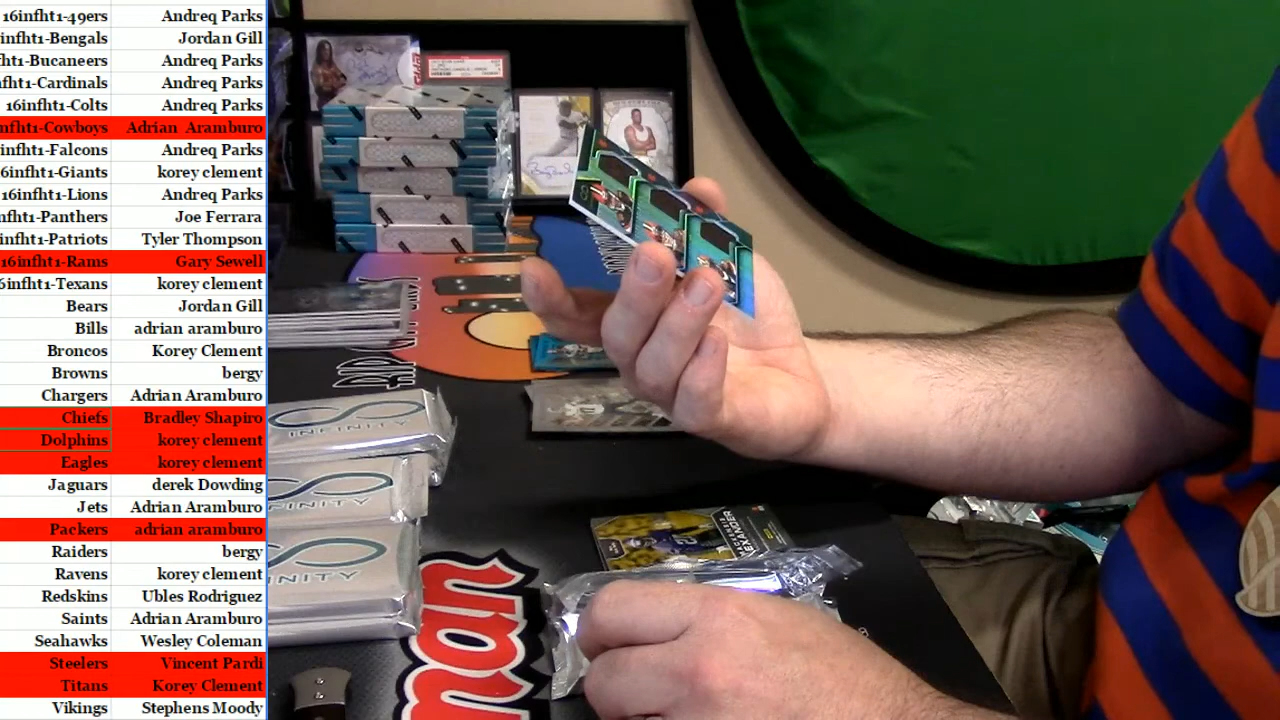 16infht1-49ers Andreq Parks
infht1-Bengals Jordan Gill
ht1-Bucaneers Andreq Parks
nfht1-Cardinals Andreq Parks
16infht1-Colts Andreq Parks
nfht1-Cowboys Adrian Aramburo
infht1-Falcons Andreq Parks
6infht1-Giants korey clement
16infht1-Lions Andreq Parks
nfht1-Panthers Joe Ferrara
infht1-Patriots Tyler Thompson
16infht1-Rams Gary Sewell
6infht1-Texans korey clement
Bears Jordan Gill
Bills adrian aramburo
Broncos Korey Clement
Browns bergy
Chargers Adrian Aramburo
Chiefs Bradley Shapiro
Dolphins korey clement
Eagles korey clement
Jaguars derek Dowding
Jets Adrian Aramburo
Packers adrian aramburo
Raiders bergy
Ravens korey clement
Redskins Ubles Rodriguez
Saints Adrian Aramburo
Seahawks Wesley Coleman
Steelers Vincent Pardi
Titans Korey Clement
Vikings Stephens Moody
INFINITY
INFINITY
INITY
RIP
man
MACKENSIE
ALEXANDER